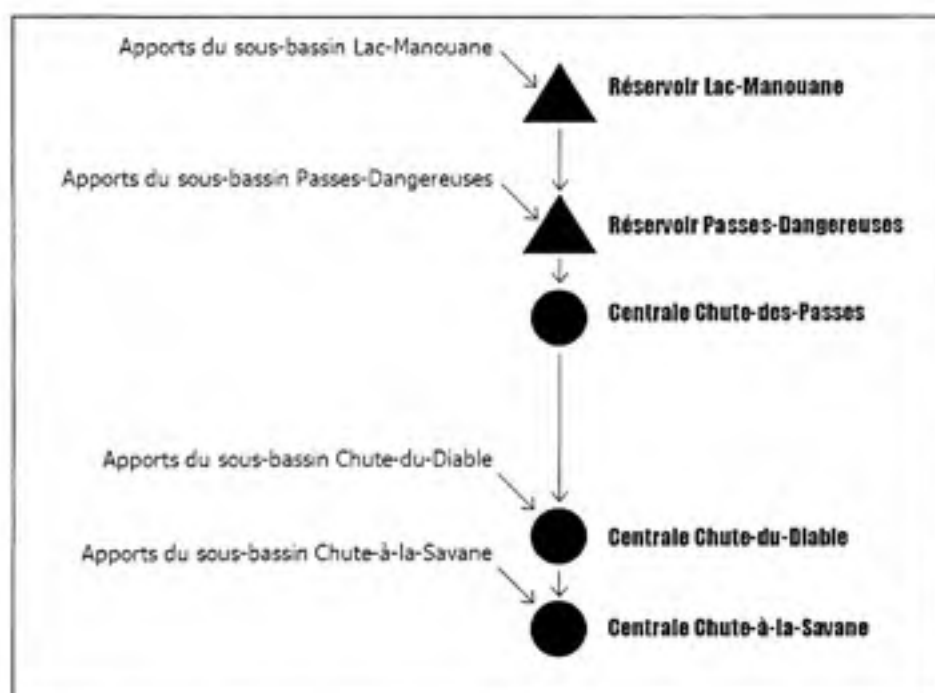 Apports du sous-bassin Lac-Manouane
Réservoir Lac-Manouane
Apports du sous-bassin Passes-Dangereuses
Réservoir Passes-Dangereuses
Centrale Chute-des-Passes
Apports du sous-bassin Chute-du-Diable
Centrale Chute-du-Diable
Apports du sous-bassin Chute-à-la-Savane
Centrale Chute-à-la-Savane